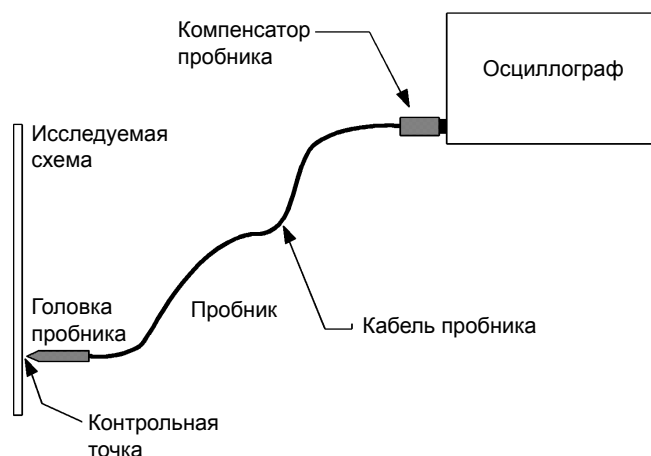 Компенсатор
пробника
Осциллограф
Исследуемая
схема
Головка
пробника
Пробник
Кабель пробника
Контрольная
точка